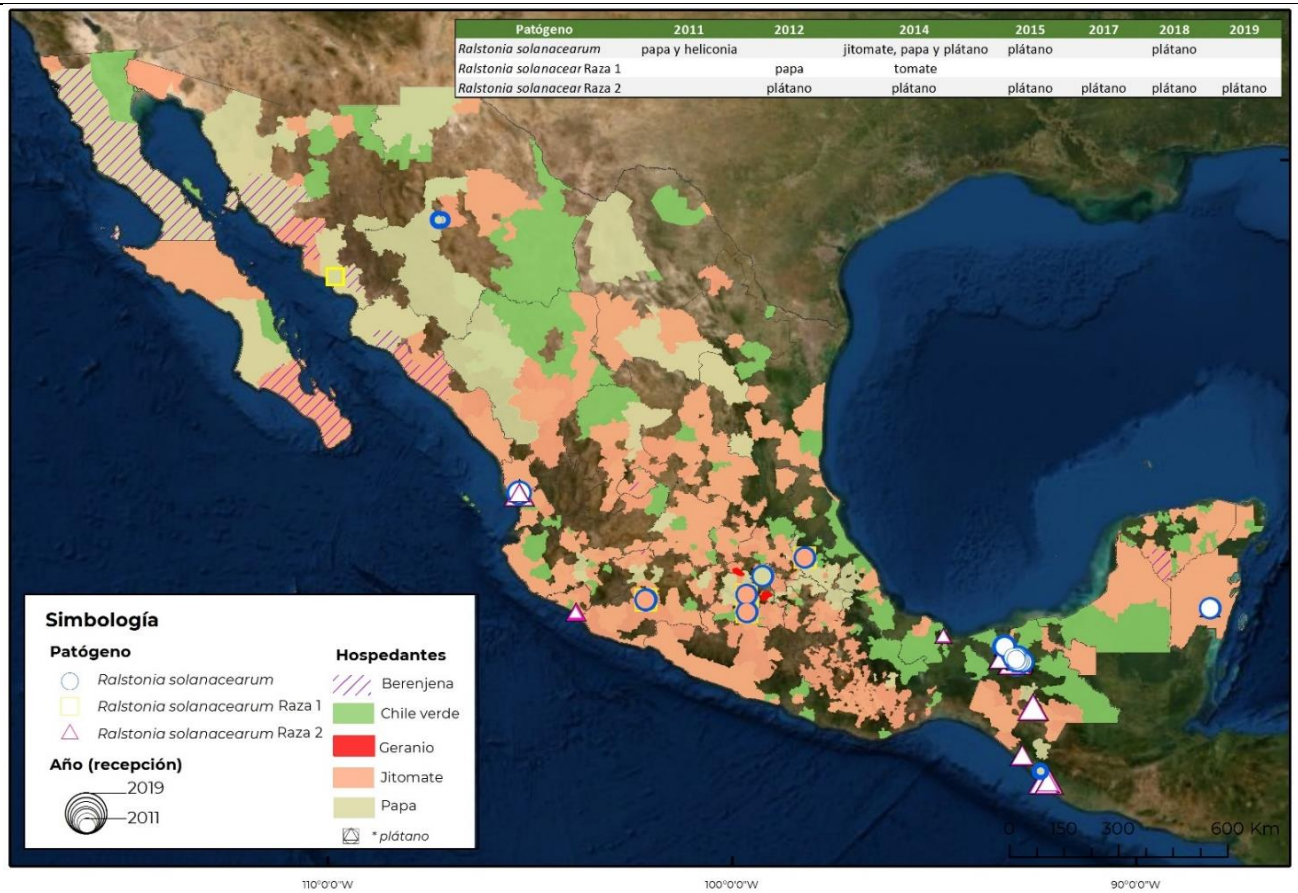 Patógeno 2011 2012 2014 2015 2017 2018 2019
Ralstonia solanacearum papa y heliconia jitomate, papa y plátano plátano plátano
Ralstonia solanacear Raza 1 papa tomate
Ralstonia solanacear Raza 2 plátano plátano plátano plátano plátano plátano
Simbología
Patógeno
Ralstonia solanacearum
Ralstonia solanacearum Raza 1
Ralstonia solanacearum Raza 2
Año (recepción)
2019
2011
Hospedantes
Berenjena
Chile verde
Geranio
Jitomate
Papa
* plátano
0 150 300 600 Km
110°0'0"W 100°0'0"W 90°0'0"W